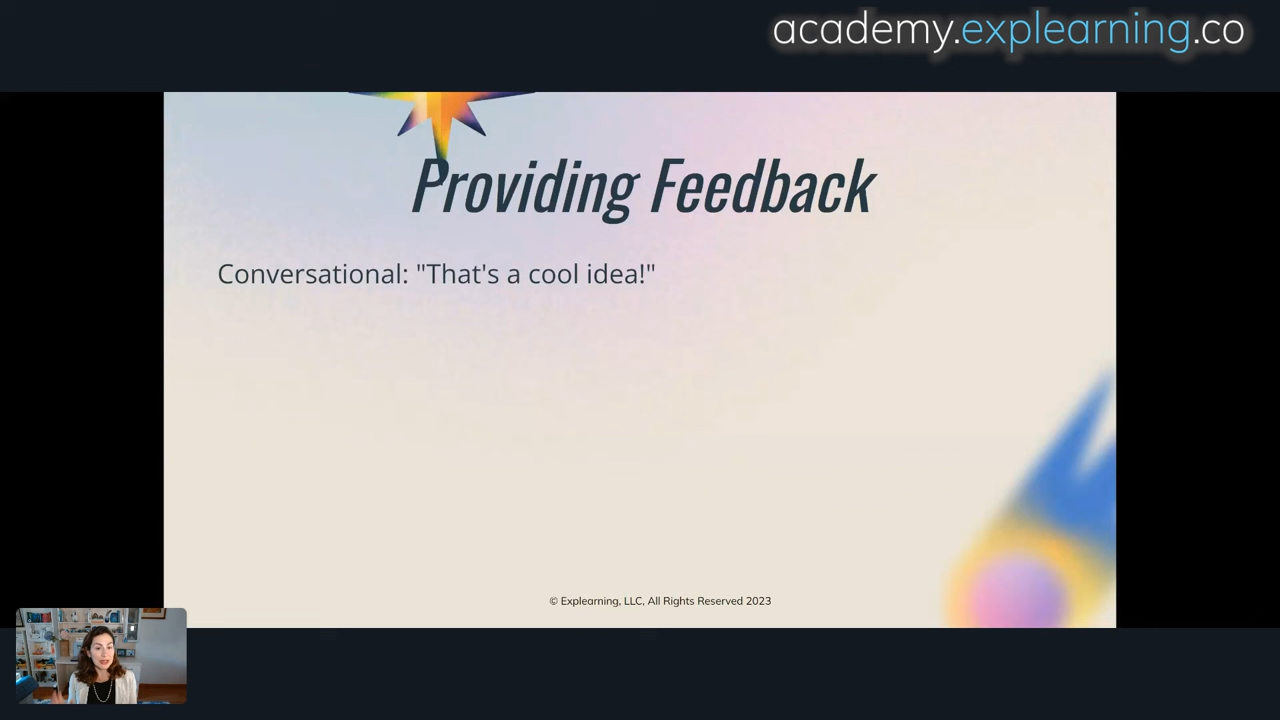 academy.explearning.co
Providing Feedback
Conversational: "That's a cool idea!"
© Explearning, LLC, All Rights Reserved 2023